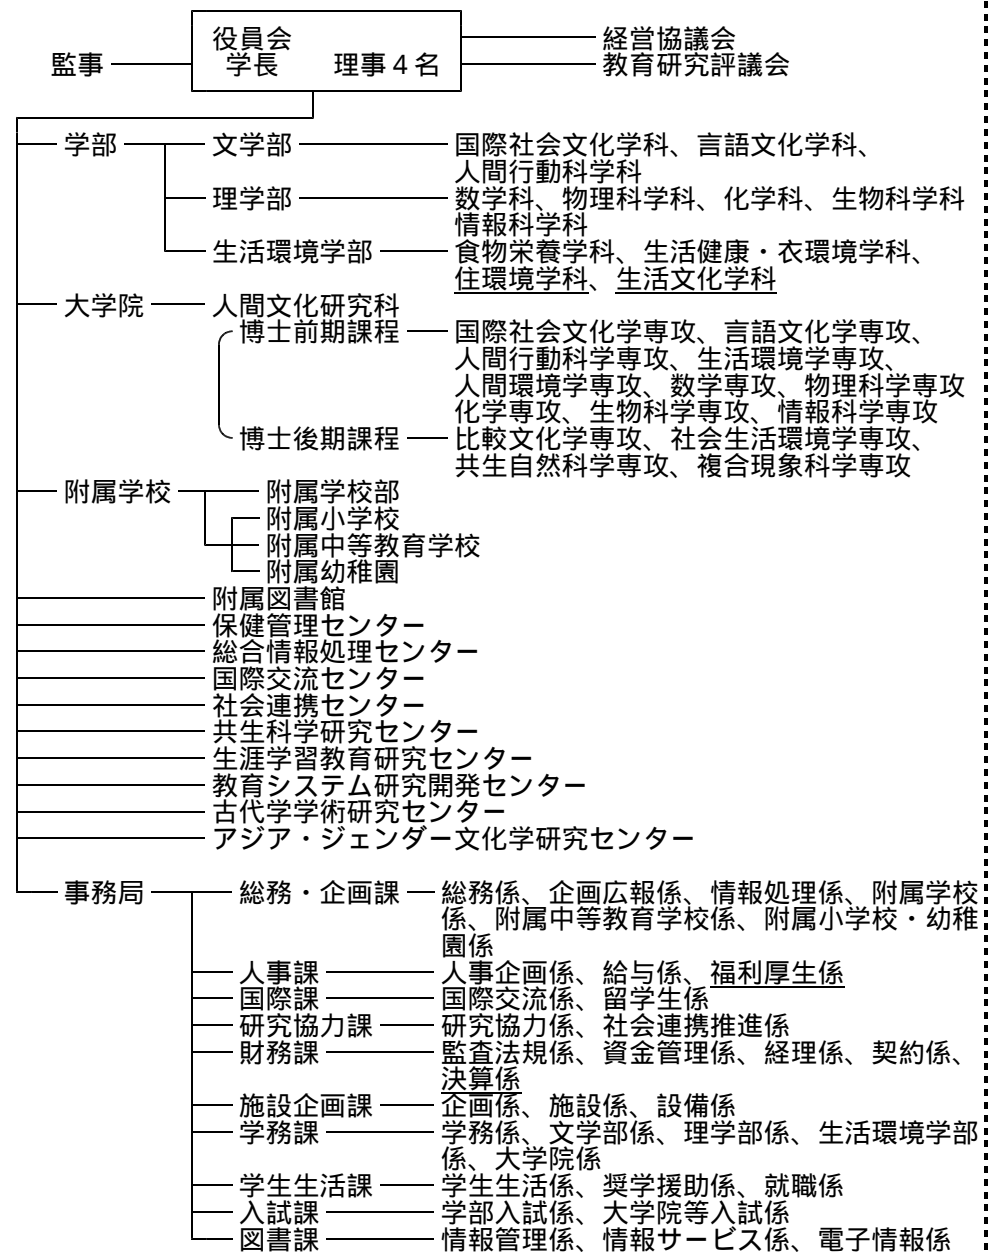 役員会 経営協議会
監事 学長 理事4名 教育研究評議会
学部 文学部 国際社会文化学科、言語文化学科、
人間行動科学科
理学部 数学科、物理科学科、化学科、生物科学科
情報科学科
生活環境学部 食物栄養学科、生活健康・衣環境学科、
住環境学科、生活文化学科
大学院 人間文化研究科
博士前期課程 国際社会文化学専攻、言語文化学専攻、
人間行動科学専攻、生活環境学専攻、
人間環境学専攻、数学専攻、物理科学専攻
化学専攻、生物科学専攻、情報科学専攻
博士後期課程 比較文化学専攻、社会生活環境学専攻、
共生自然科学専攻、複合現象科学専攻
附属学校 附属学校部
附属小学校
附属中等教育学校
附属幼稚園
附属図書館
保健管理センター
総合情報処理センター
国際交流センター
社会連携センター
共生科学研究センター
生涯学習教育研究センター
教育システム研究開発センター
古代学学術研究センター
アジア・ジェンダー文化学研究センター
事務局 総務・企画課 総務係、企画広報係、情報処理係、附属学校
係、附属中等教育学校係、附属小学校・幼稚
園係
人事課 人事企画係、給与係、福利厚生係
国際課 国際交流係、留学生係
研究協力課 研究協力係、社会連携推進係
財務課 監査法規係、資金管理係、経理係、契約係、
決算係
施設企画課 企画係、施設係、設備係
学務課 学務係、文学部係、理学部係、生活環境学部
係、大学院係
学生生活課 学生生活係、奨学援助係、就職係
入試課 学部入試係、大学院等入試係
図書課 情報管理係、情報サービス係、電子情報係